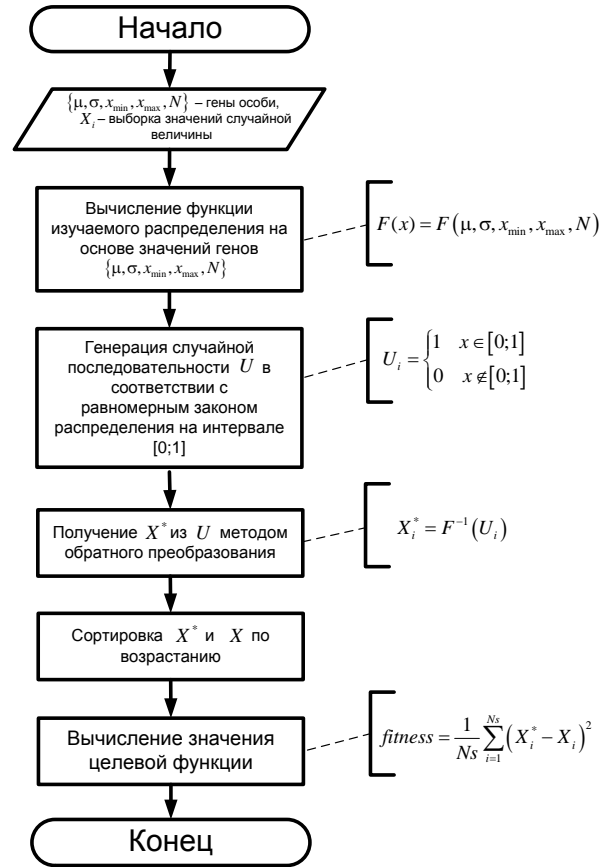 Начало
{μ, σ, x_min, x_max, N} – гены особи,
X_i – выборка значений случайной
величины
Вычисление функции
изучаемого распределения на
основе значений генов
{μ, σ, x_min, x_max, N}
F(x) = F(μ, σ, x_min, x_max, N)
Генерация случайной
последовательности U в
соответствии с
равномерным законом
распределения на интервале
[0;1]
U_i = {1 x ∈ [0;1]
0 x ∉ [0;1]
Получение X* из U методом
обратного преобразования
X_i* = F^{-1}(U_i)
Сортировка X* и X по
возрастанию
Вычисление значения
целевой функции
fitness = 1/Ns ∑_{i=1}^{Ns} (X_i* − X_i)^2
Конец